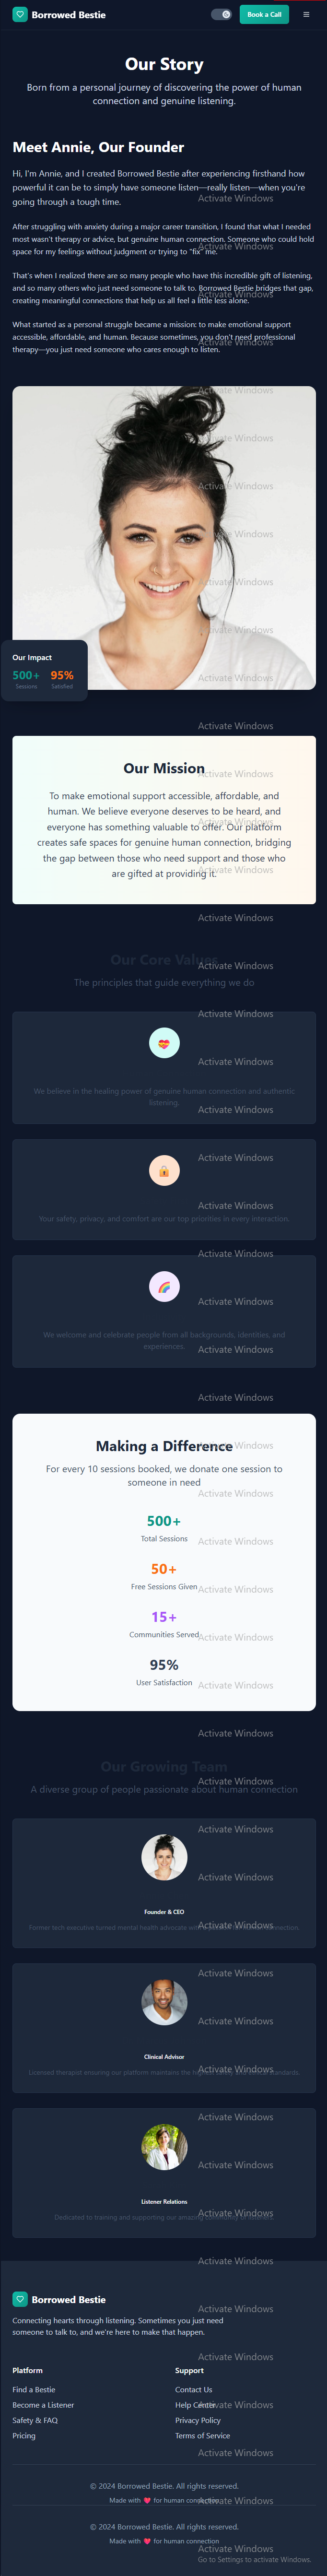 Borrowed Bestie
Book a Call
Our Story
Born from a personal journey of discovering the power of human
connection and genuine listening.
Meet Annie, Our Founder
Hi, I'm Annie, and I created Borrowed Bestie after experiencing firsthand how
powerful it can be to simply have someone listen—really listen—when you're
going through a tough time.
After struggling with anxiety during a major career transition, I found that what I needed
most wasn't therapy or advice, but genuine human connection. Someone who could hold
space for my feelings without judgment or trying to "fix" me.
That's when I realized there are so many people who have this incredible gift of listening,
and so many others who just need someone to talk to. Borrowed Bestie bridges that gap,
creating meaningful connections that help us all feel a little less alone.
What started as a personal struggle became a mission: to make emotional support
accessible, affordable, and human. Because sometimes, you don't need professional
therapy—you just need someone who cares enough to listen.
Our Impact
500+ 95%
Sessions Satisfied
Our Mission
To make emotional support accessible, affordable, and
human. We believe everyone deserves to be heard, and
everyone has something valuable to offer. Our platform
creates safe spaces for genuine human connection, bridging
the gap between those who need support and those who
are gifted at providing it.
Our Core Values
The principles that guide everything we do
We believe in the healing power of genuine human connection and authentic
listening.
Your safety, privacy, and comfort are our top priorities in every interaction.
We welcome and celebrate people from all backgrounds, identities, and
experiences.
Making a Difference
For every 10 sessions booked, we donate one session to
someone in need
500+
Total Sessions
50+
Free Sessions Given
15+
Communities Served
95%
User Satisfaction
Our Growing Team
A diverse group of people passionate about human connection
Founder & CEO
Former tech executive turned mental health advocate with
Clinical Advisor
Licensed therapist ensuring our platform maintains the
standards.
Listener Relations
Dedicated to training and supporting our amazing
Borrowed Bestie
Connecting hearts through listening. Sometimes you just need
someone to talk to, and we're here to make that happen.
Platform
Find a Bestie
Become a Listener
Safety & FAQ
Pricing
Support
Contact Us
Help Center
Privacy Policy
Terms of Service
© 2024 Borrowed Bestie. All rights reserved.
Made with ❤️ for human connection
© 2024 Borrowed Bestie. All rights reserved.
Made with ❤️ for human connection
Activate Windows
Go to Settings to activate Windows.